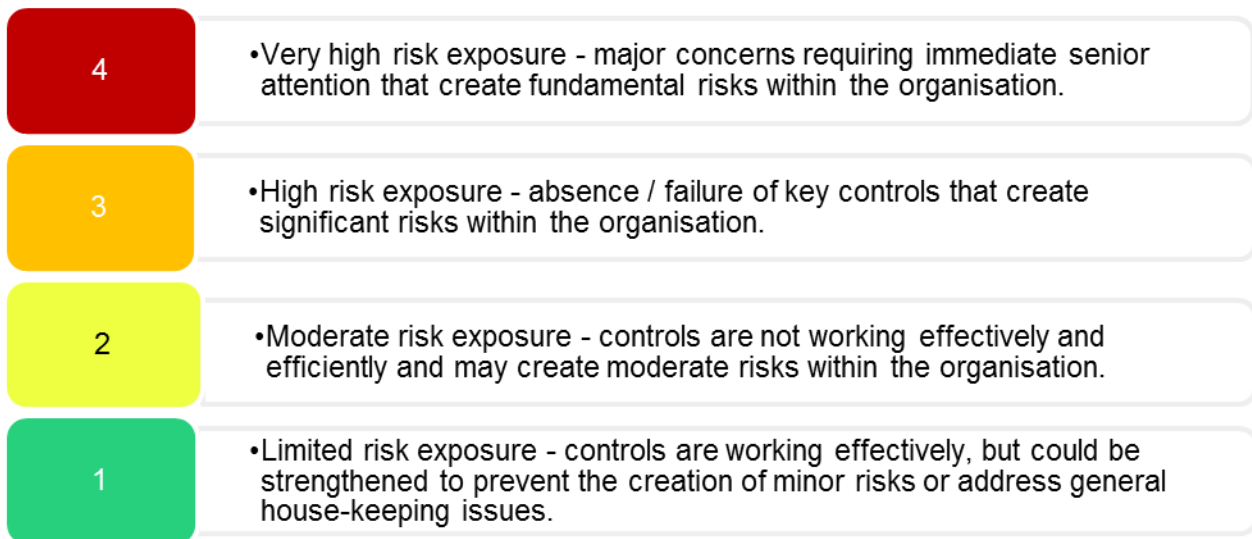 4
•Very high risk exposure - major concerns requiring immediate senior
attention that create fundamental risks within the organisation.
3
•High risk exposure - absence / failure of key controls that create
significant risks within the organisation.
2
•Moderate risk exposure - controls are not working effectively and
efficiently and may create moderate risks within the organisation.
1
•Limited risk exposure - controls are working effectively, but could be
strengthened to prevent the creation of minor risks or address general
house-keeping issues.